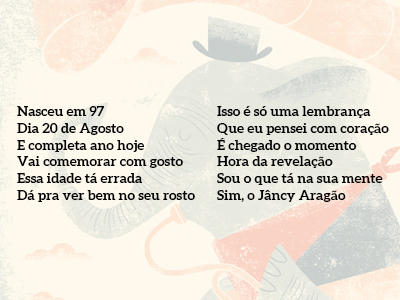 Nasceu em 97
Dia 20 de Agosto
E completa ano hoje
Vai comemorar com gosto
Essa idade tá errada
Dá pra ver bem no seu rosto
Isso é só uma lembrança
Que eu pensei com coração
É chegado o momento
Hora da revelação
Sou o que tá na sua mente
Sim, o Jâncy Aragão